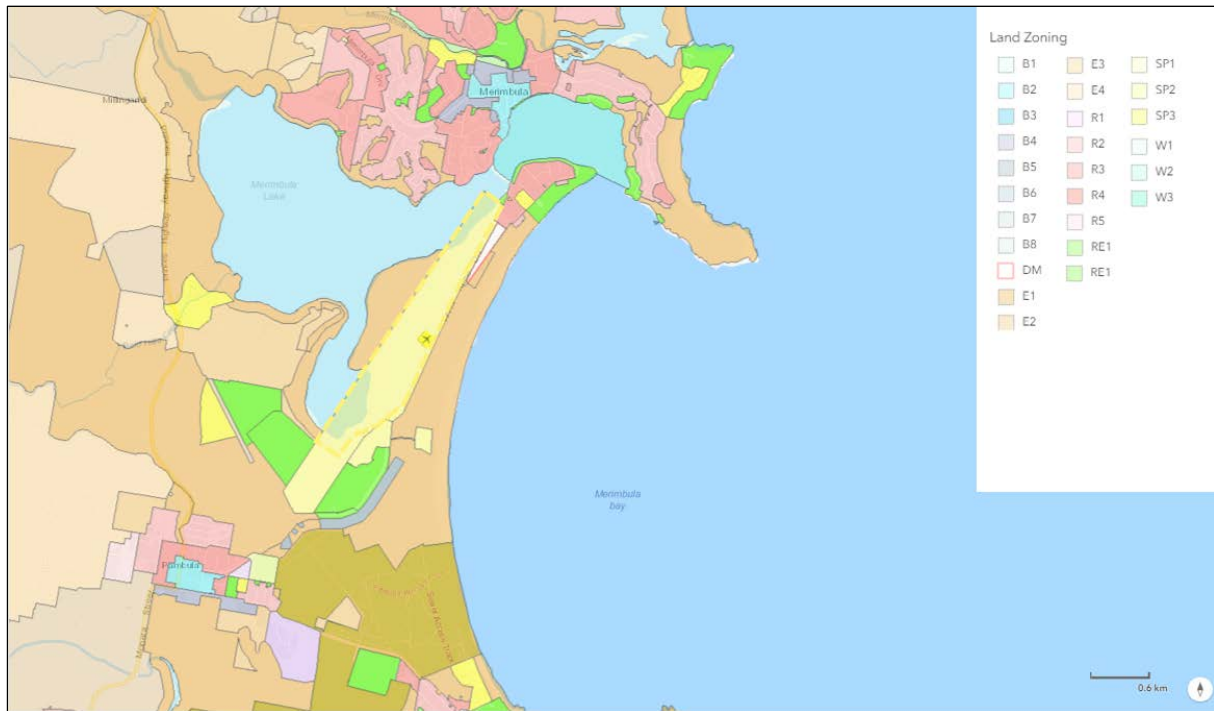 Land Zoning
B1
B2
B3
B4
B5
B6
B7
B8
DM
E1
E2
E3
E4
R1
R2
R3
R4
R5
RE1
RE1
SP1
SP2
SP3
W1
W2
W3
Millingandi
Merimbula
Merimbula
Lake
Merimbula
bay
Pambula
0.6 km